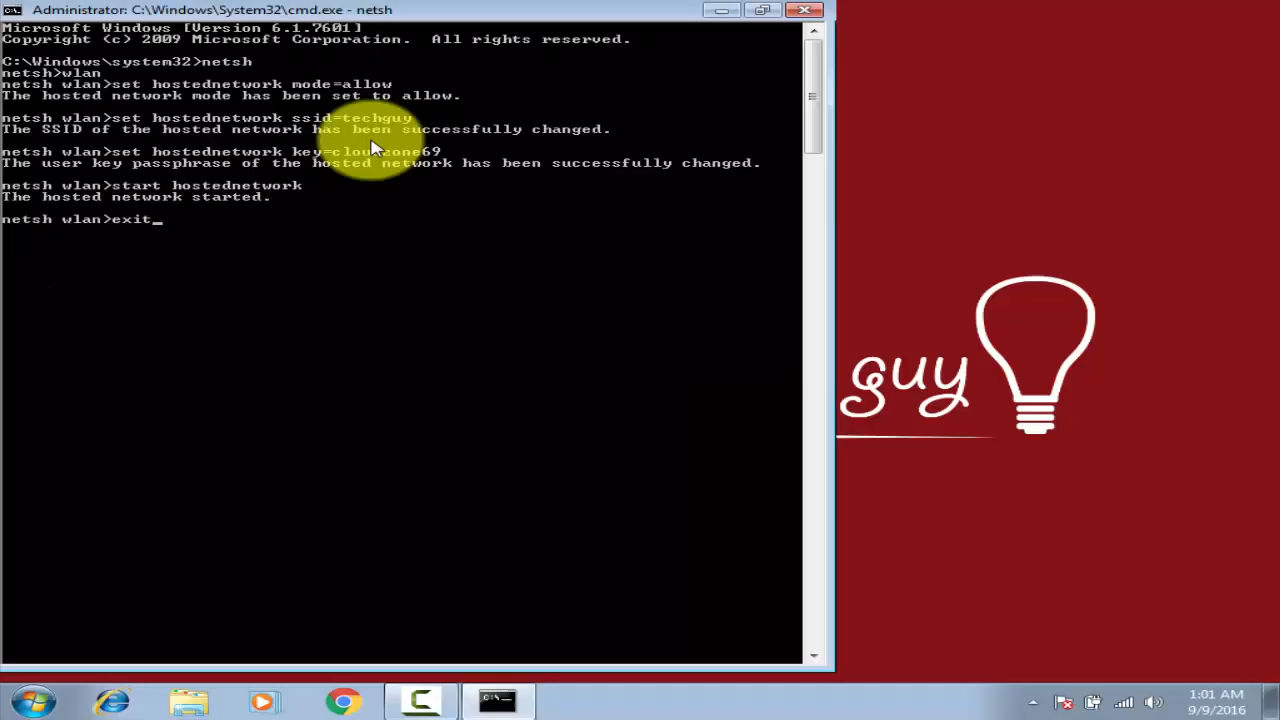 Administrator: C:\Windows\System32\cmd.exe - netsh
Microsoft Windows [Version 6.1.7601]
Copyright (c) 2009 Microsoft Corporation. All rights reserved.
C:\Windows\system32>netsh
netsh>wlan
netsh wlan>set hostednetwork mode=allow
The hosted network mode has been set to allow.
netsh wlan>set hostednetwork ssid=techguy
The SSID of the hosted network has been successfully changed.
netsh wlan>set hostednetwork key=clou zone69
The user key passphrase of the hosted network has been successfully changed.
netsh wlan>start hostednetwork
The hosted network started.
netsh wlan>exit_
guy
1:01 AM
9/9/2016